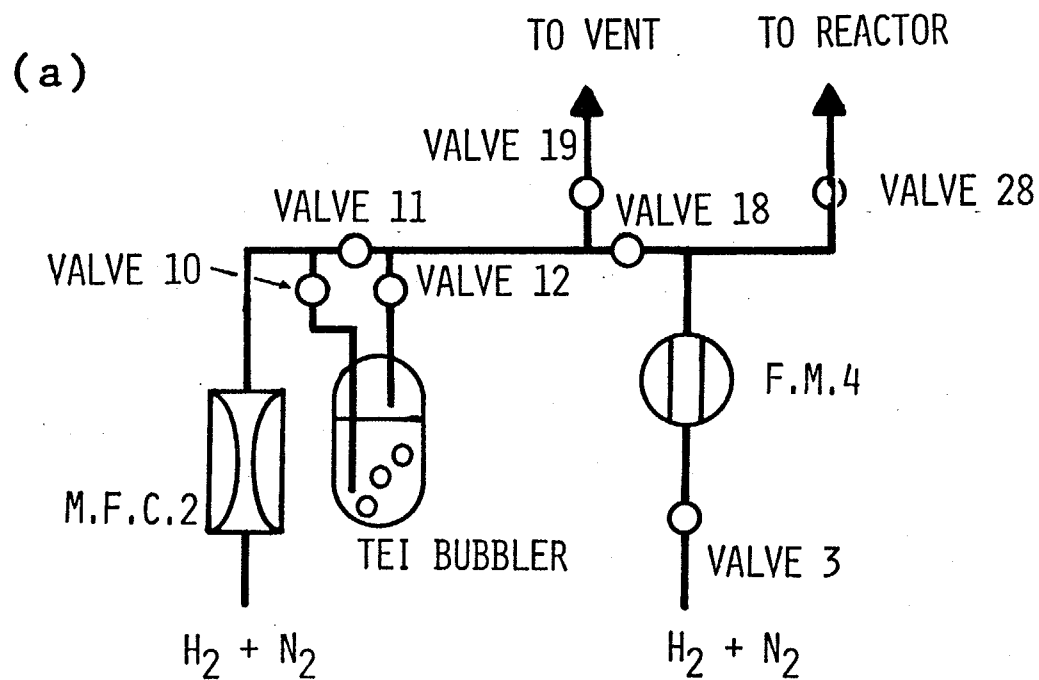 (a)
TO VENT
TO REACTOR
VALVE 19
VALVE 11
VALVE 18
VALVE 28
VALVE 10
VALVE 12
F.M.4
M.F.C.2
TEI BUBBLER
VALVE 3
H2 + N2
H2 + N2